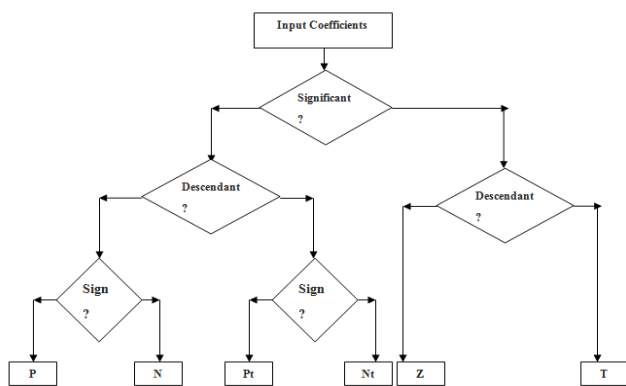 Input Coefficients
Significant
?
Descendant
?
Descendant
?
Sign
?
Sign
?
P
N
Pt
Nt
Z
T